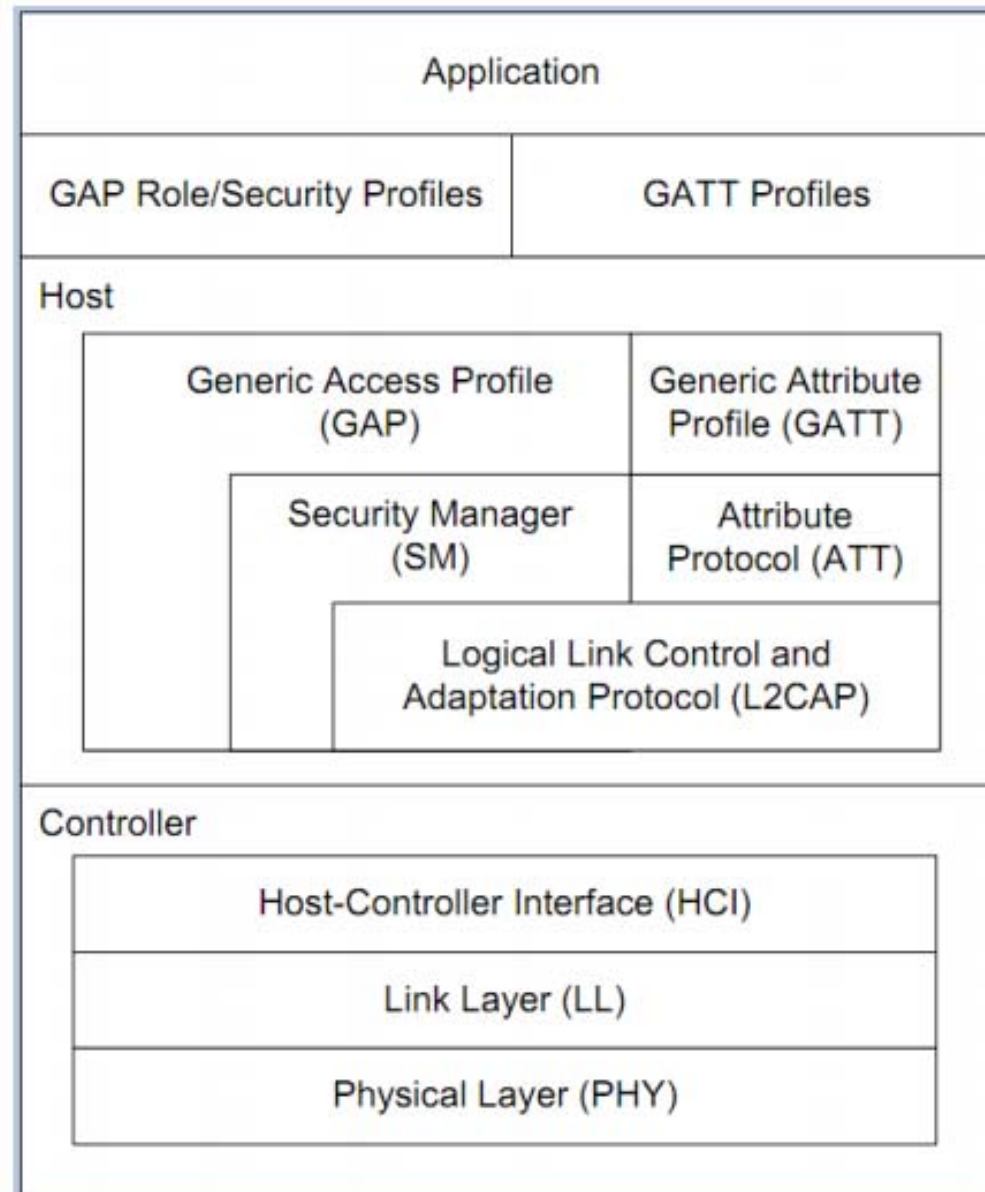 Application
GAP Role/Security Profiles
GATT Profiles
Host
Generic Access Profile
(GAP)
Generic Attribute
Profile (GATT)
Security Manager
(SM)
Attribute
Protocol (ATT)
Logical Link Control and
Adaptation Protocol (L2CAP)
Controller
Host-Controller Interface (HCI)
Link Layer (LL)
Physical Layer (PHY)